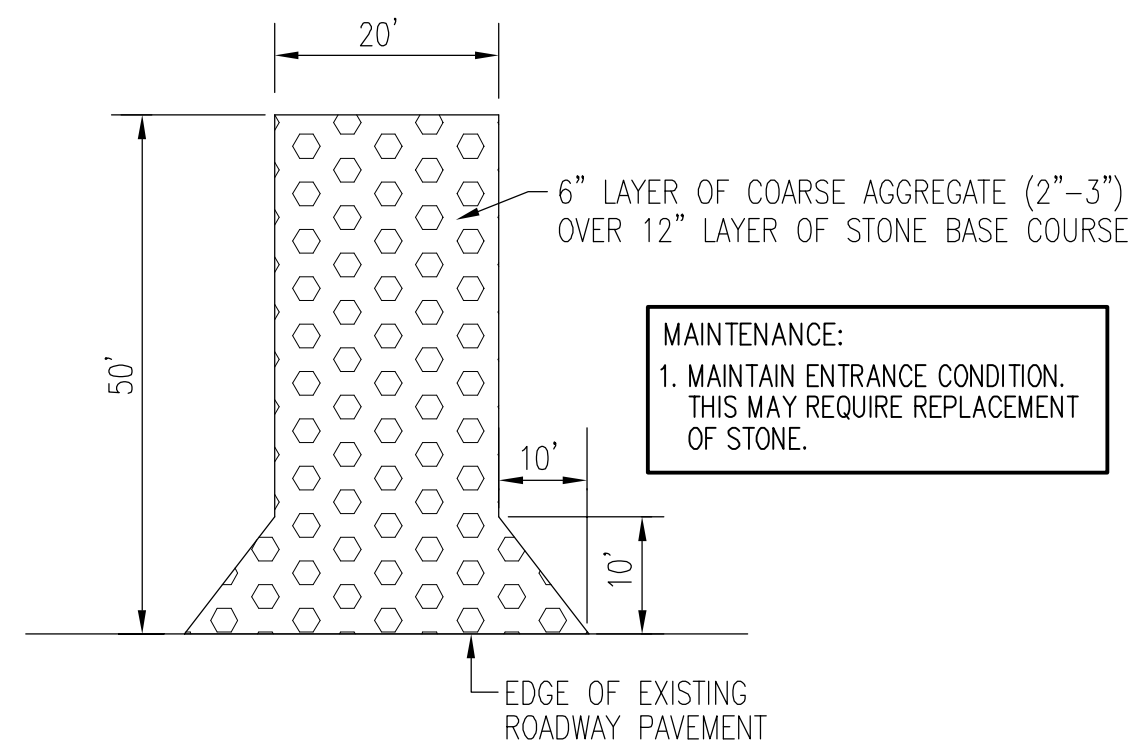 20'
6” LAYER OF COARSE AGGREGATE (2”–3”)
OVER 12” LAYER OF STONE BASE COURSE
50'
MAINTENANCE:
1. MAINTAIN ENTRANCE CONDITION.
THIS MAY REQUIRE REPLACEMENT
OF STONE.
10'
10'
EDGE OF EXISTING
ROADWAY PAVEMENT